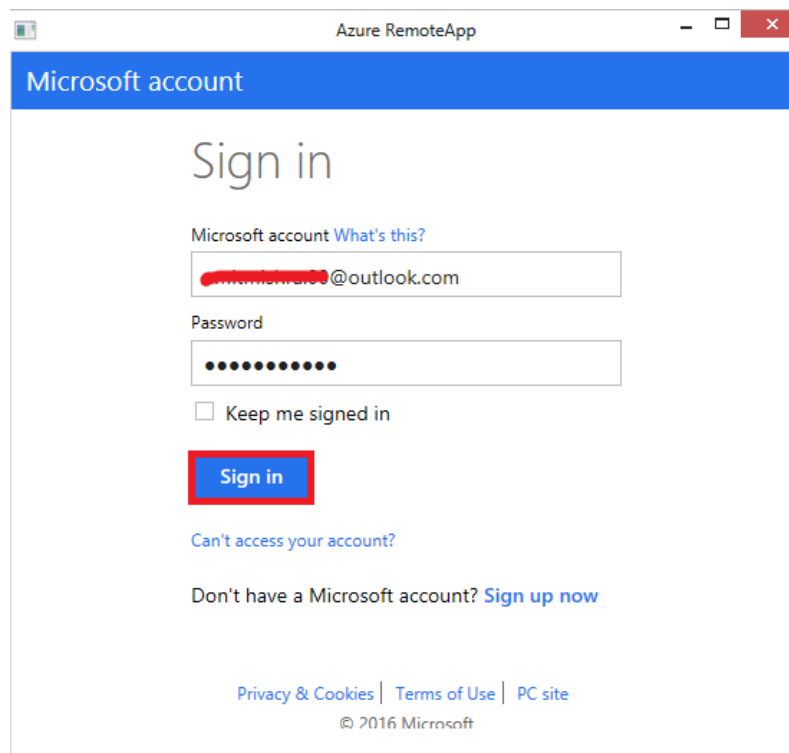 Azure RemoteApp
Microsoft account
Sign in
Microsoft account What's this?
@outlook.com
Password
Keep me signed in
Sign in
Can't access your account?
Don't have a Microsoft account? Sign up now
Privacy & Cookies | Terms of Use | PC site
© 2016 Microsoft